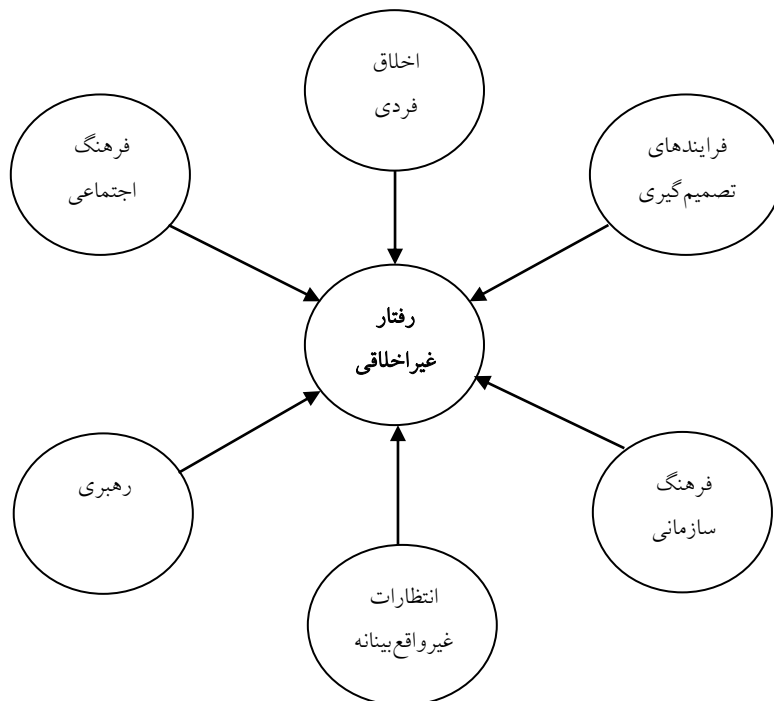 اخلاق
فردی
فرایندهای
تصمیم‌گیری
فرهنگ
اجتماعی
رفتار
غیراخلاقی
فرهنگ
سازمانی
رهبری
انتظارات
غیرواقع‌بینانه